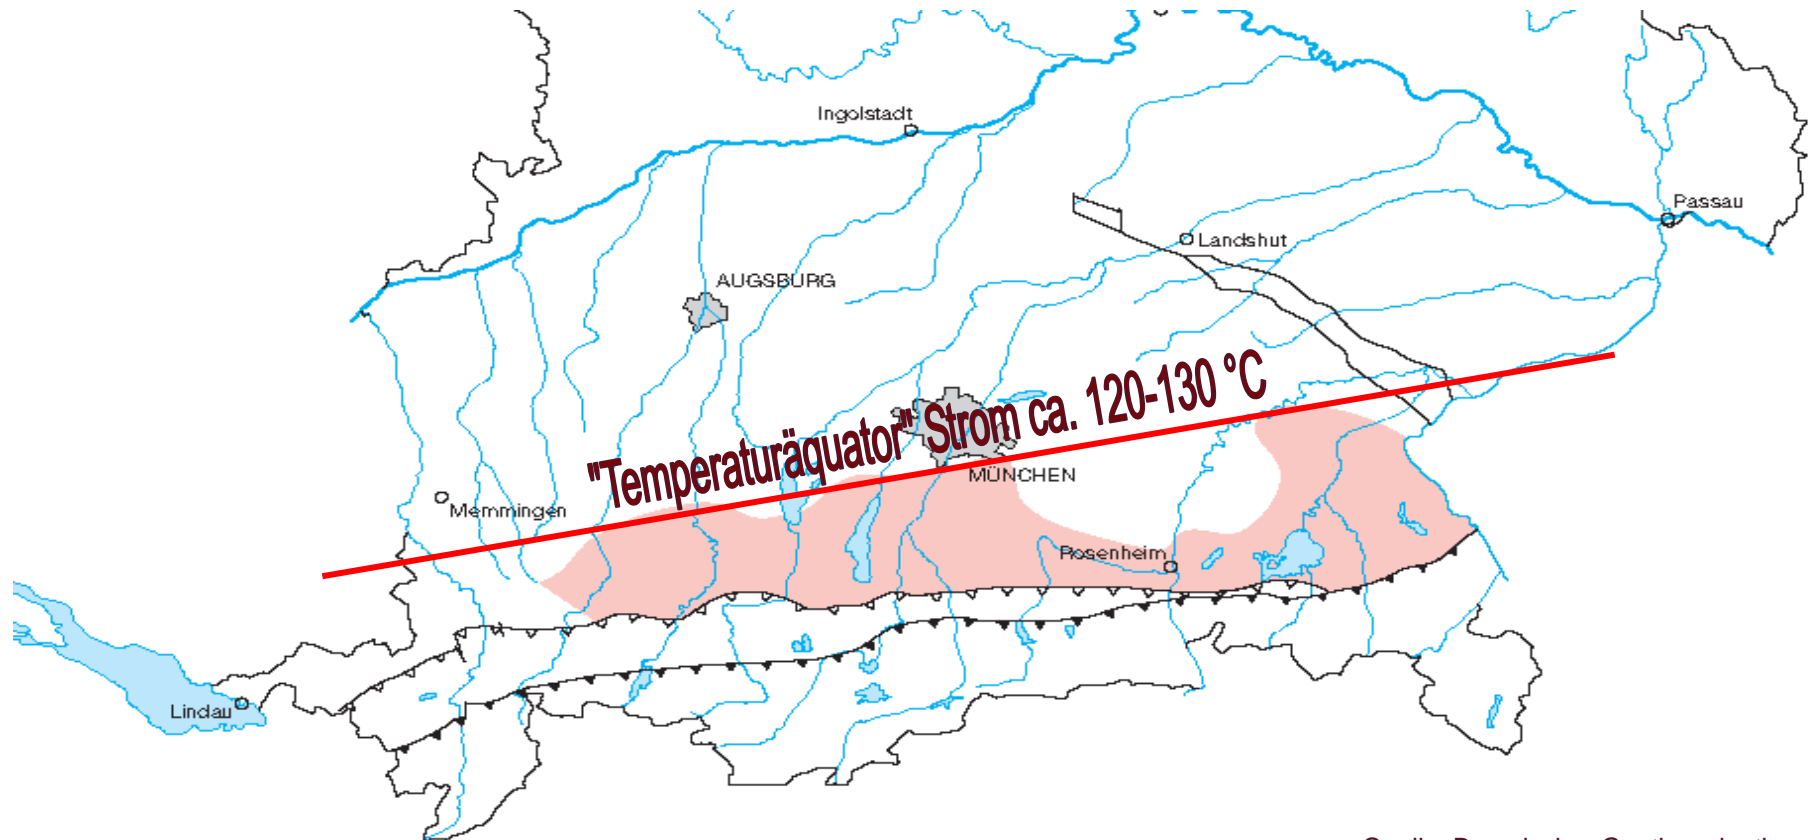 Ingolstadt
Passau
Landshut
AUGSBURG
"Temperaturäquator" Strom ca. 120-130 °C
MÜNCHEN
Memmingen
Rosenheim
Lindau